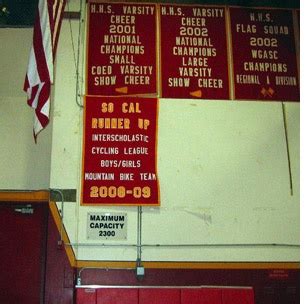 H.H.S. VARSITY
CHEER
2001
NATIONAL
CHAMPIONS
SMALL
COED VARSITY
SHOW CHEER
H.H.S. VARSITY
CHEER
2002
NATIONAL
CHAMPIONS
LARGE
VARSITY
SHOW CHEER
H.H.S.
FLAG SQUAD
2002
WGASC
CHAMPIONS
REGIONAL A DIVISION
SO CAL
RUNNER UP
INTERSCHOLASTIC
CYCLING LEAGUE
BOYS/GIRLS
MOUNTAIN BIKE TEAM
2008-09
MAXIMUM
CAPACITY
2300